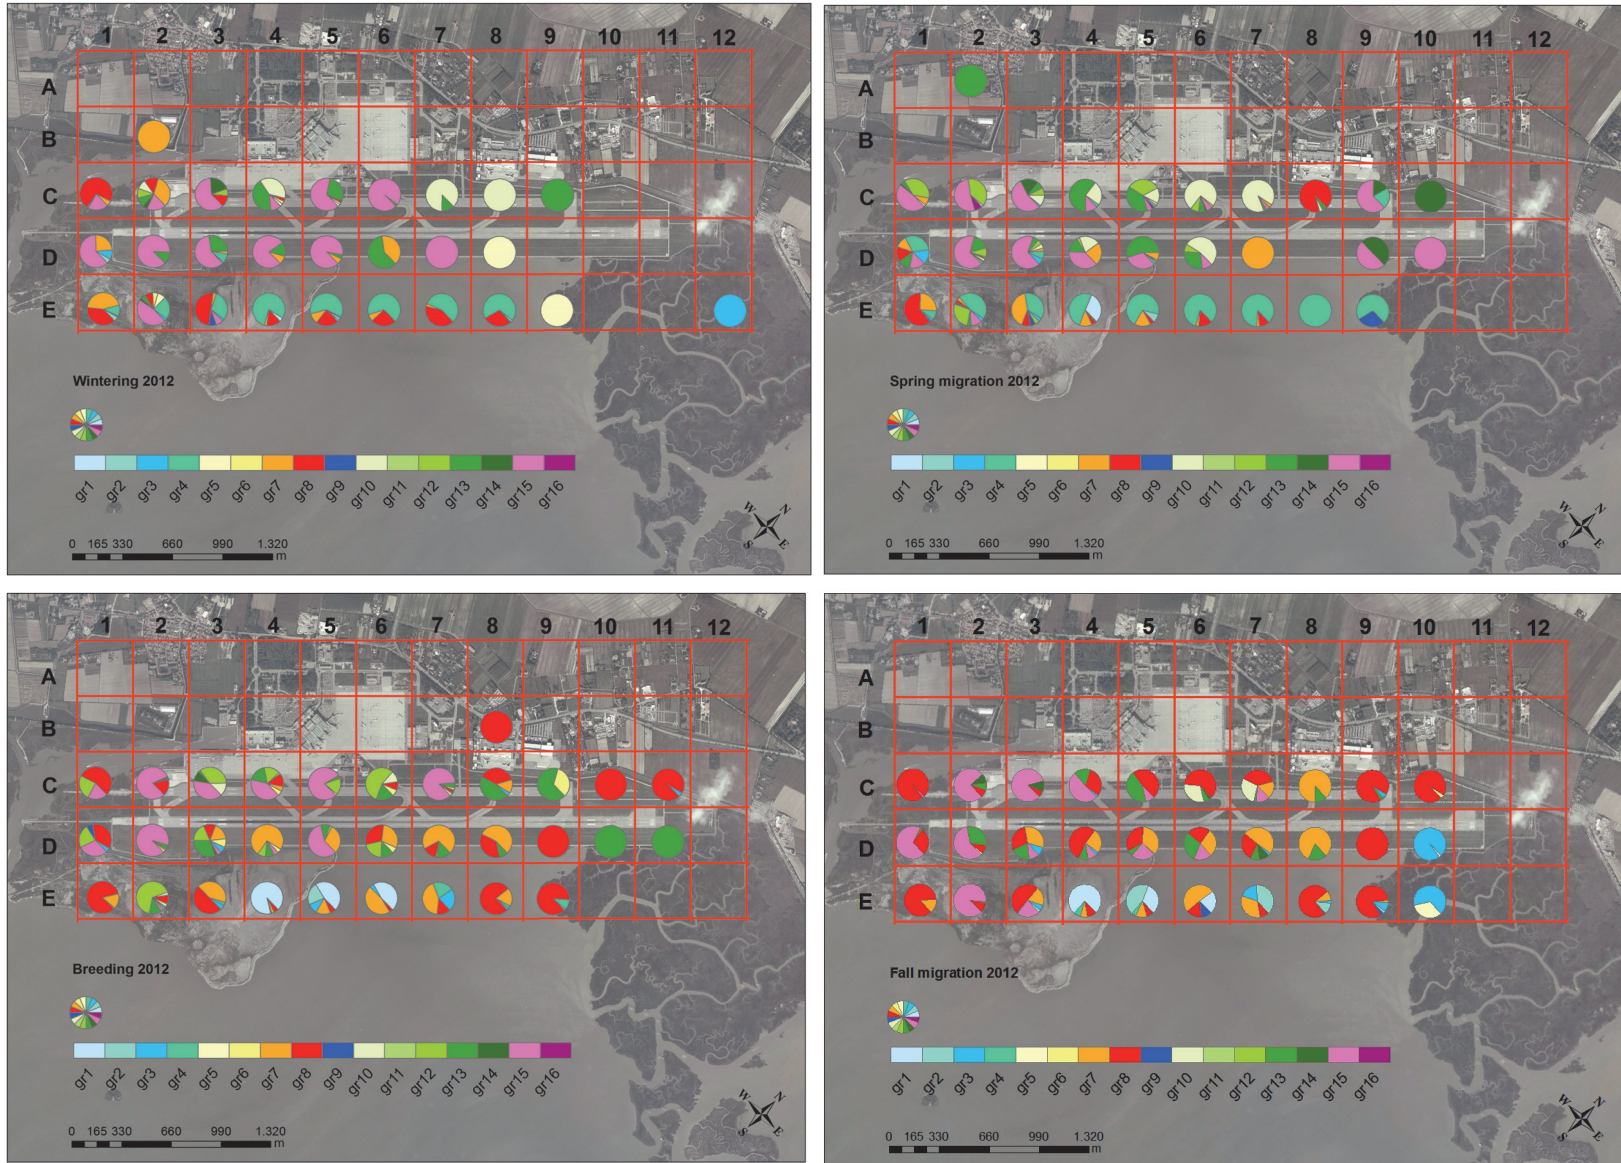 1 2 3 4 5 6 7 8 9 10 11 12
A
B
C
D
E
Wintering 2012
gr1 gr2 gr3 gr4 gr5 gr6 gr7 gr8 gr9 gr10 gr11 gr12 gr13 gr14 gr15 gr16
W N
S E
0 165 330 660 990 1.320
m
1 2 3 4 5 6 7 8 9 10 11 12
A
B
C
D
E
Spring migration 2012
gr1 gr2 gr3 gr4 gr5 gr6 gr7 gr8 gr9 gr10 gr11 gr12 gr13 gr14 gr15 gr16
W N
S E
0 165 330 660 990 1.320
m
1 2 3 4 5 6 7 8 9 10 11 12
A
B
C
D
E
Breeding 2012
gr1 gr2 gr3 gr4 gr5 gr6 gr7 gr8 gr9 gr10 gr11 gr12 gr13 gr14 gr15 gr16
W N
S E
0 165 330 660 990 1.320
m
1 2 3 4 5 6 7 8 9 10 11 12
A
B
C
D
E
Fall migration 2012
gr1 gr2 gr3 gr4 gr5 gr6 gr7 gr8 gr9 gr10 gr11 gr12 gr13 gr14 gr15 gr16
W N
S E
0 165 330 660 990 1.320
m